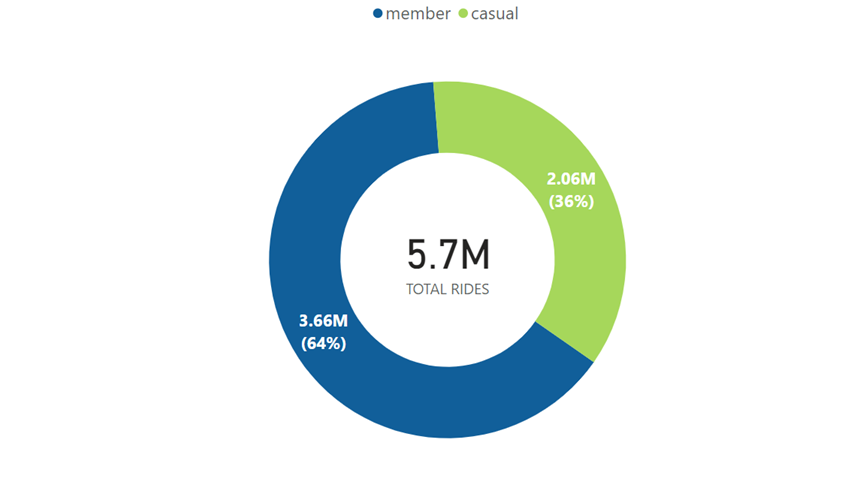 member casual
2.06M
(36%)
5.7M
TOTAL RIDES
3.66M
(64%)